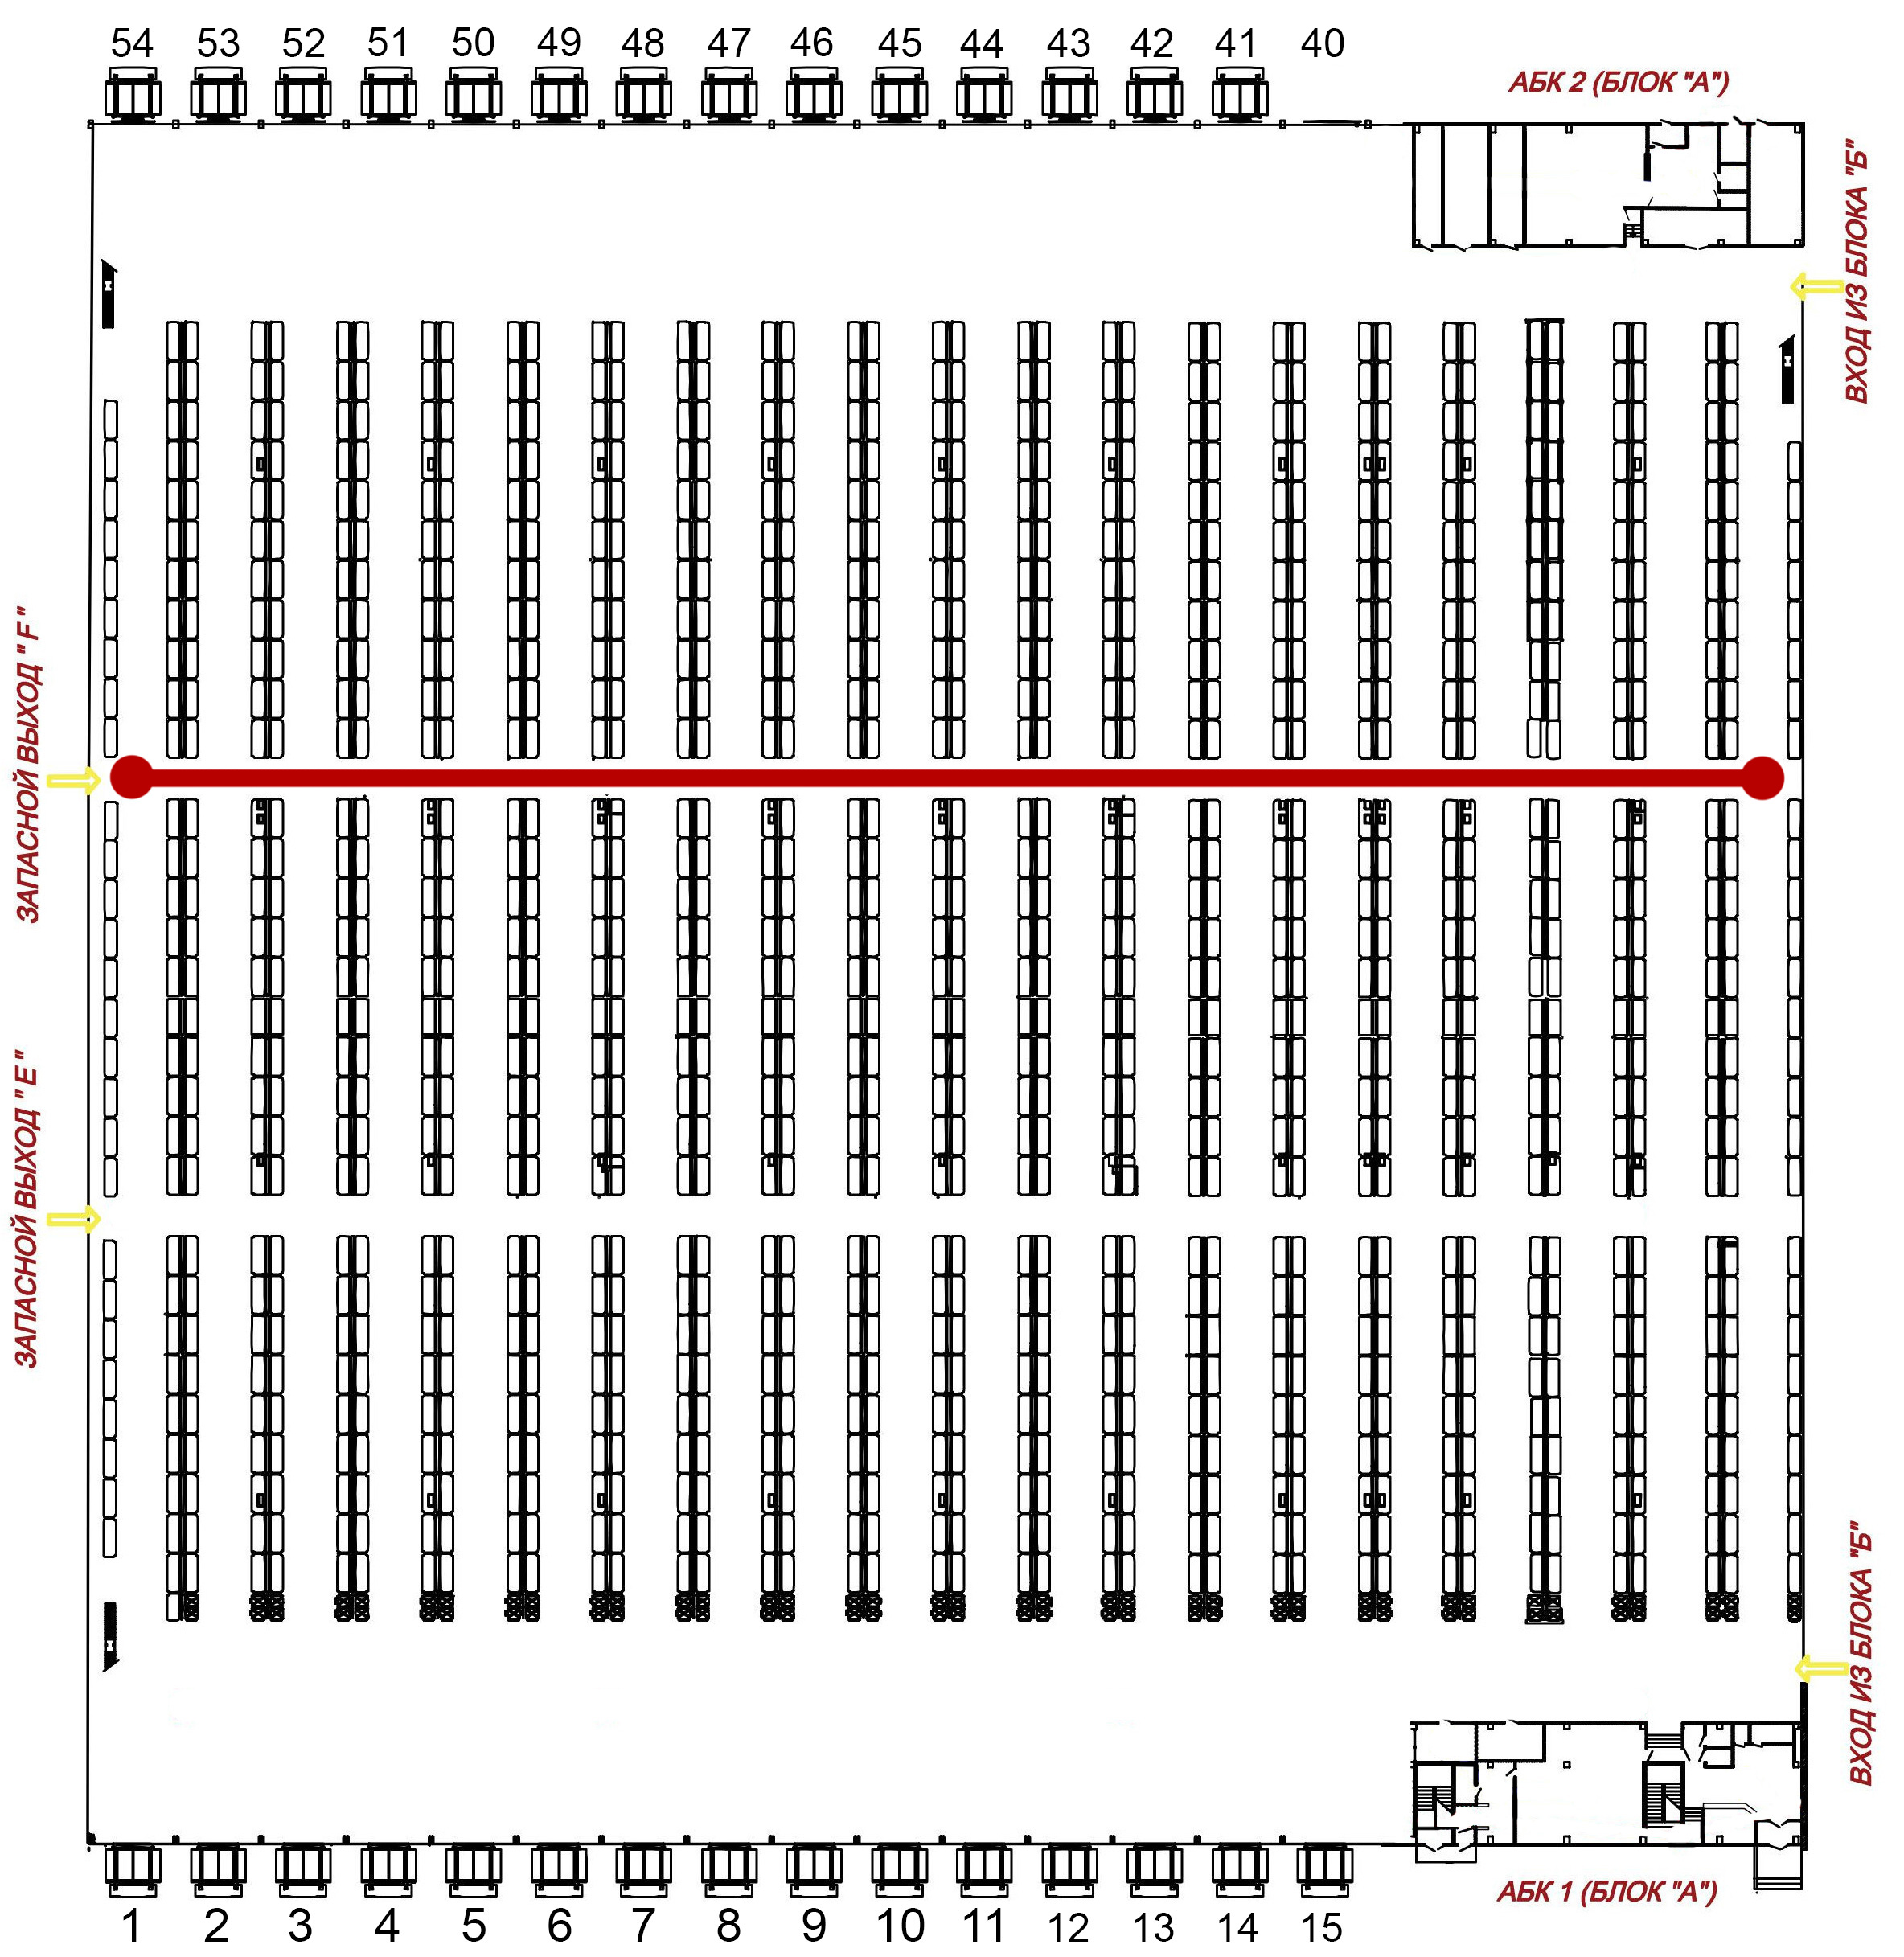 54 53 52 51 50 49 48 47 46 45 44 43 42 41 40
АБК 2 (БЛОК "А")
ВХОД ИЗ БЛОКА "Б"
ЗАПАСНОЙ ВЫХОД " F "
ЗАПАСНОЙ ВЫХОД " Е "
ВХОД ИЗ БЛОКА "Б"
АБК 1 (БЛОК "А")
1 2 3 4 5 6 7 8 9 10 11 12 13 14 15